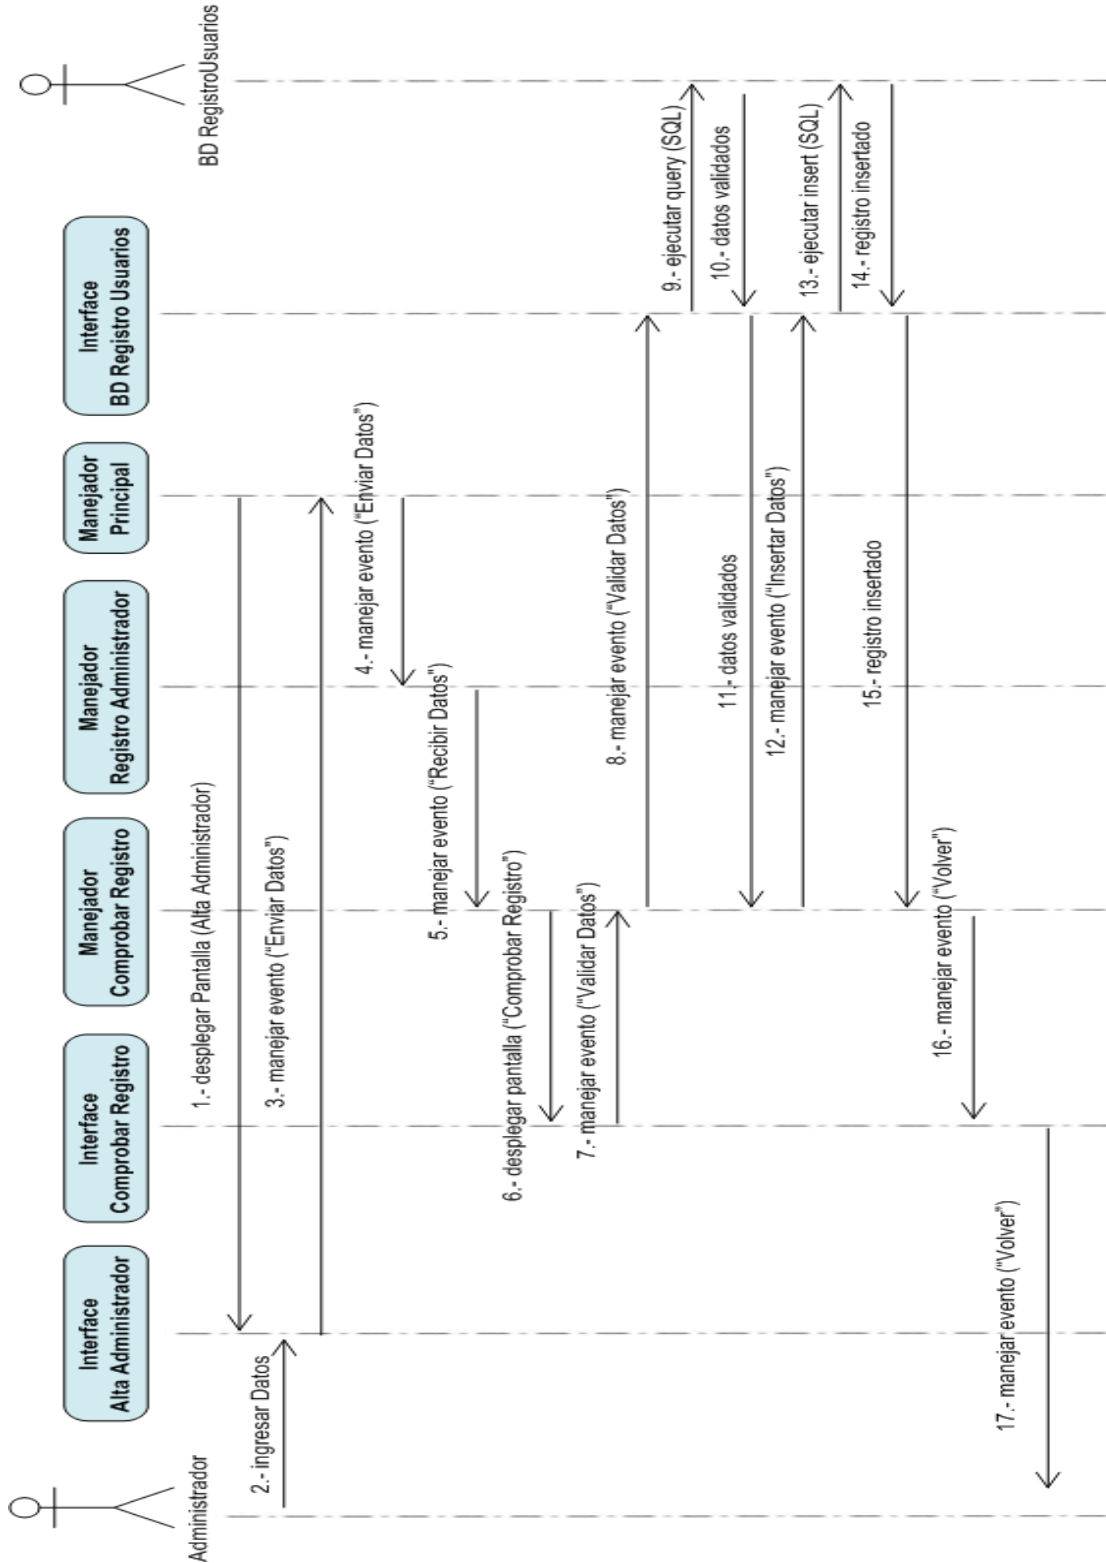 Administrador
Interface
Alta Administrador
Interface
Comprobar Registro
Manejador
Comprobar Registro
Manejador
Registro Administrador
Manejador
Principal
Interface
BD Registro Usuarios
BD RegistroUsuarios
1.- desplegar Pantalla (Alta Administrador)
2.- ingresar Datos
3.- manejar evento (“Enviar Datos”)
4.- manejar evento (“Enviar Datos”)
5.- manejar evento (“Recibir Datos”)
6.- desplegar pantalla (“Comprobar Registro”)
7.- manejar evento (“Validar Datos”)
8.- manejar evento (“Validar Datos”)
9.- ejecutar query (SQL)
10.- datos validados
11.- datos validados
12.- manejar evento (“Insertar Datos”)
13.- ejecutar insert (SQL)
14.- registro insertado
15.- registro insertado
16.- manejar evento (“Volver”)
17.- manejar evento (“Volver”)